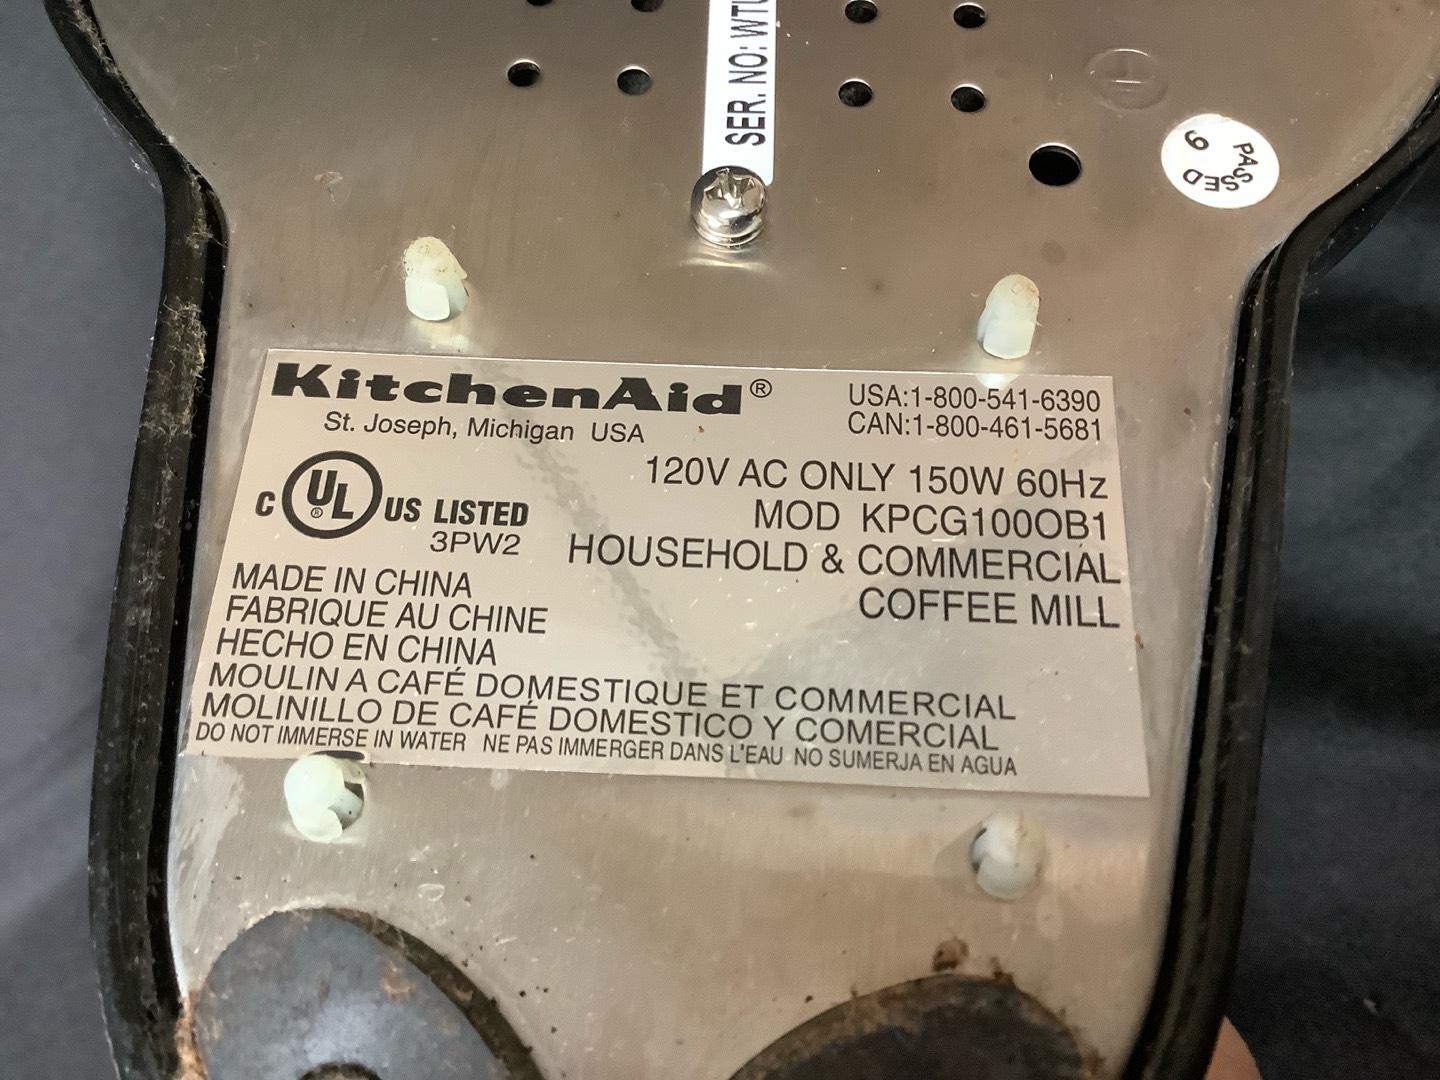 SER. NO: WTU
PASSED
9
KitchenAid®
St. Joseph, Michigan USA
USA:1-800-541-6390
CAN:1-800-461-5681
C UL® US LISTED
3PW2
120V AC ONLY 150W 60Hz
MOD KPCG100OB1
HOUSEHOLD & COMMERCIAL
COFFEE MILL
MADE IN CHINA
FABRIQUE AU CHINE
HECHO EN CHINA
MOULIN A CAFÉ DOMESTIQUE ET COMMERCIAL
MOLINILLO DE CAFÉ DOMESTICO Y COMERCIAL
DO NOT IMMERSE IN WATER NE PAS IMMERGER DANS L'EAU NO SUMERJA EN AGUA